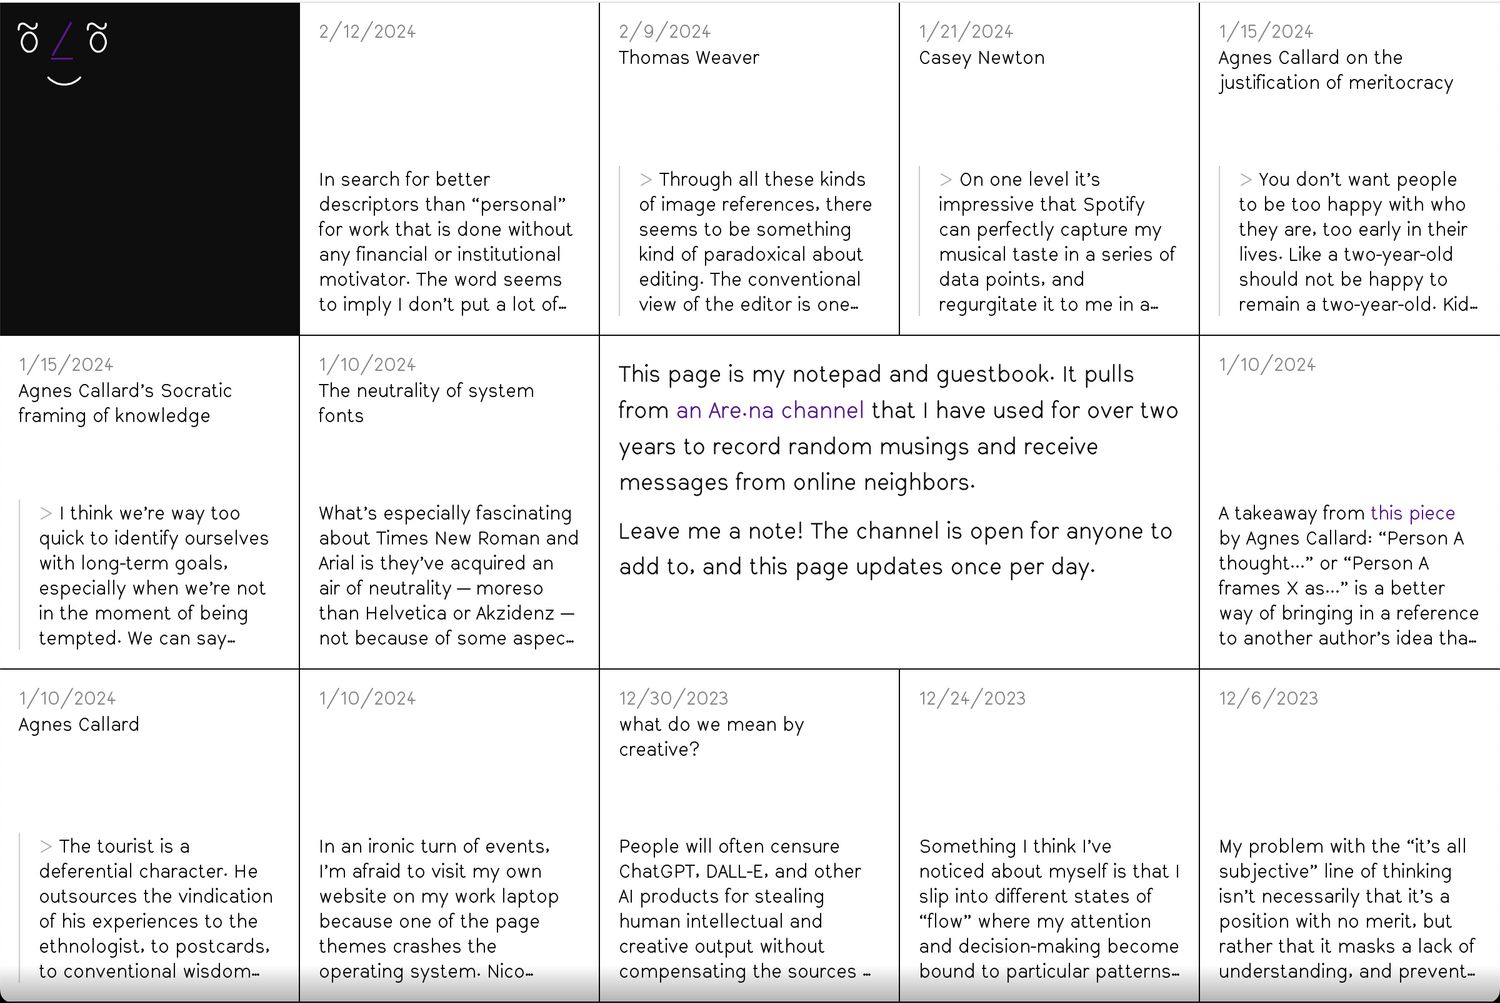 õ / õ
2/12/2024
In search for better
descriptors than “personal”
for work that is done without
any financial or institutional
motivator. The word seems
to imply I don’t put a lot of…
2/9/2024
Thomas Weaver
> Through all these kinds
of image references, there
seems to be something
kind of paradoxical about
editing. The conventional
view of the editor is one…
1/21/2024
Casey Newton
> On one level it’s
impressive that Spotify
can perfectly capture my
musical taste in a series of
data points, and
regurgitate it to me in a…
1/15/2024
Agnes Callard on the
justification of meritocracy
> You don’t want people
to be too happy with who
they are, too early in their
lives. Like a two-year-old
should not be happy to
remain a two-year-old. Kid…
1/15/2024
Agnes Callard’s Socratic
framing of knowledge
> I think we’re way too
quick to identify ourselves
with long-term goals,
especially when we’re not
in the moment of being
tempted. We can say…
1/10/2024
The neutrality of system
fonts
What’s especially fascinating
about Times New Roman and
Arial is they’ve acquired an
air of neutrality — moreso
than Helvetica or Akzidenz —
not because of some aspec…
This page is my notepad and guestbook. It pulls
from an Are.na channel that I have used for over two
years to record random musings and receive
messages from online neighbors.
Leave me a note! The channel is open for anyone to
add to, and this page updates once per day.
1/10/2024
A takeaway from this piece
by Agnes Callard: “Person A
thought...” or “Person A
frames X as...” is a better
way of bringing in a reference
to another author’s idea tha…
1/10/2024
Agnes Callard
> The tourist is a
deferential character. He
outsources the vindication
of his experiences to the
ethnologist, to postcards,
to conventional wisdom…
1/10/2024
In an ironic turn of events,
I’m afraid to visit my own
website on my work laptop
because one of the page
themes crashes the
operating system. Nico…
12/30/2023
what do we mean by
creative?
People will often censure
ChatGPT, DALL-E, and other
AI products for stealing
human intellectual and
creative output without
compensating the sources …
12/24/2023
Something I think I’ve
noticed about myself is that I
slip into different states of
“flow” where my attention
and decision-making become
bound to particular patterns…
12/6/2023
My problem with the “it’s all
subjective” line of thinking
isn’t necessarily that it’s a
position with no merit, but
rather that it masks a lack of
understanding, and prevent…